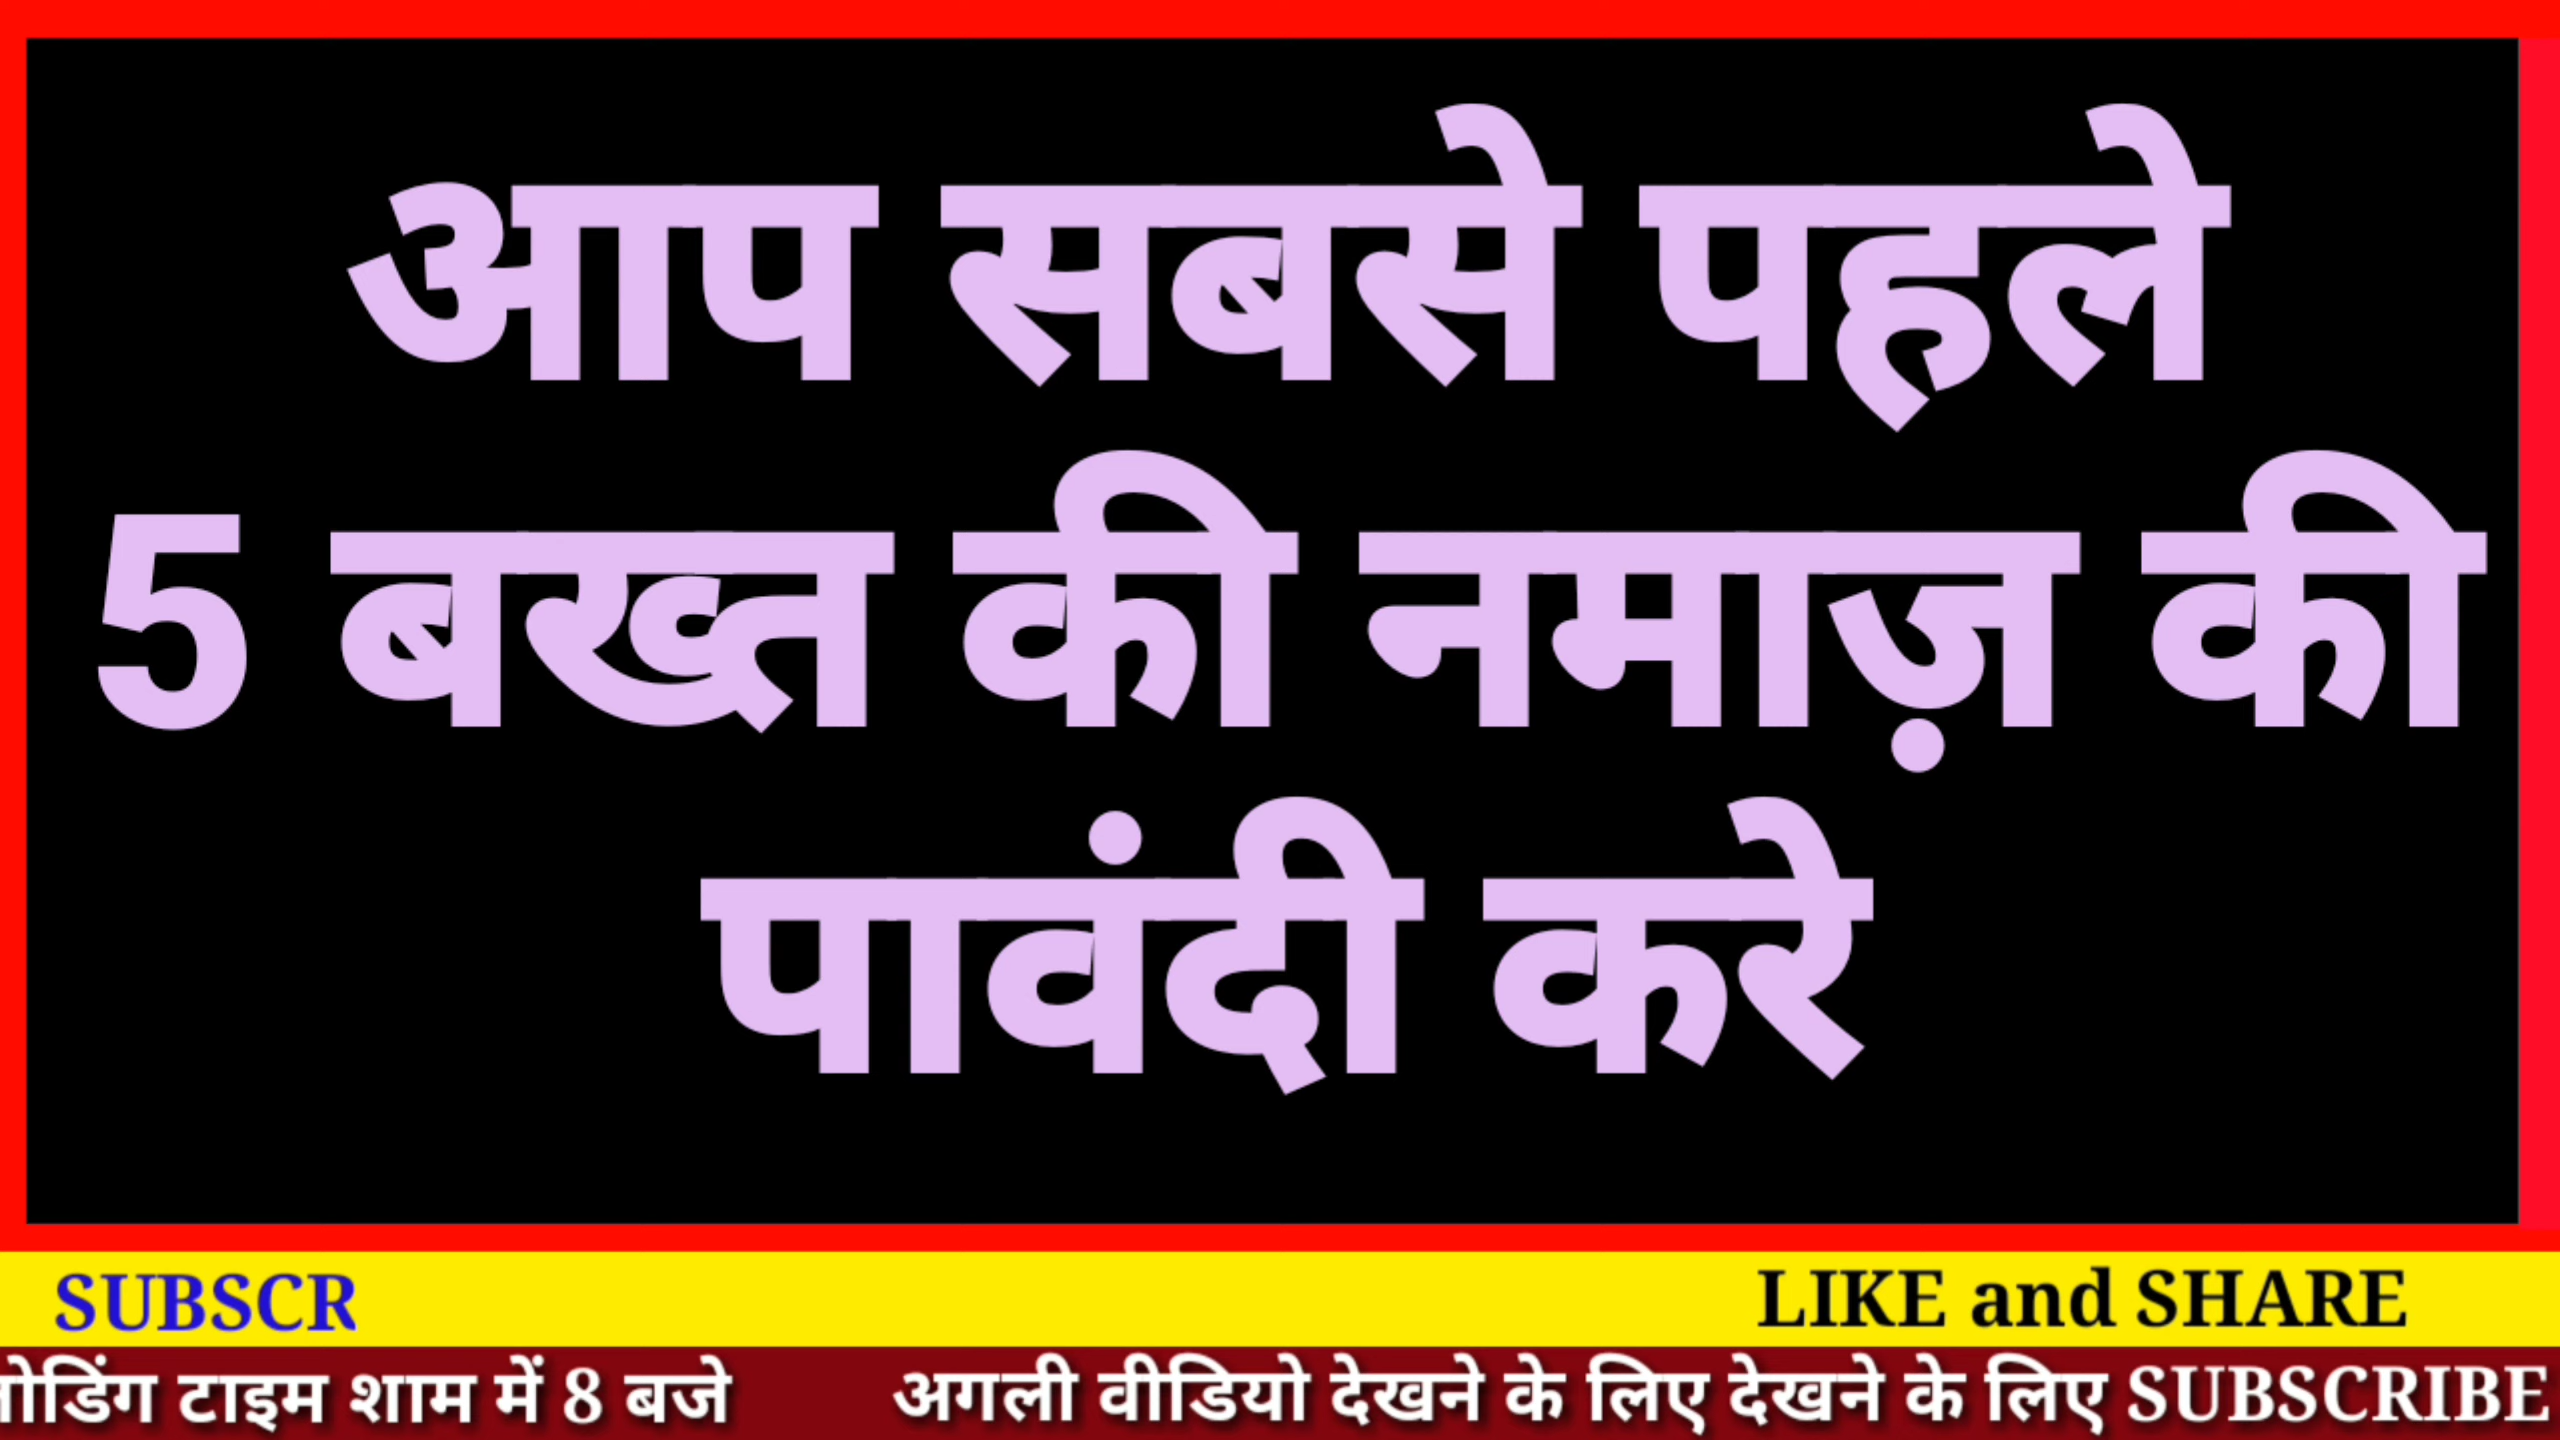 आप सबसे पहले
5 बख्त की नमाज़ की
पावंदी करे
SUBSCR LIKE and SHARE
टाइम शाम में 8 बजे अगली वीडियो देखने के लिए देखने के लिए SUBSCRIBE